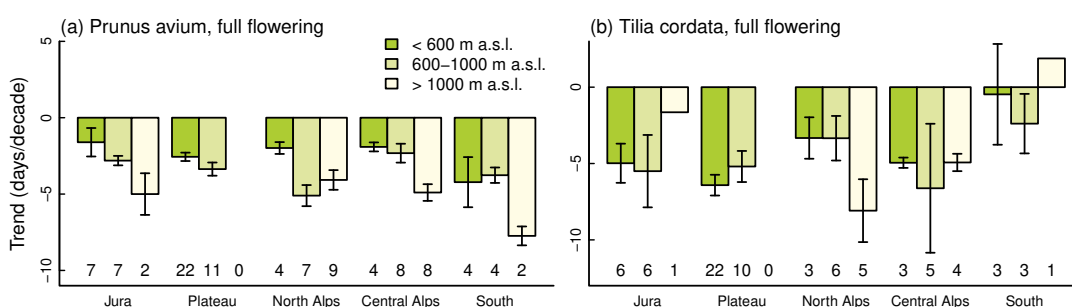 (a) Prunus avium, full flowering
(b) Tilia cordata, full flowering
Trend (days/decade)
5
0
−5
−10
< 600 m a.s.l.
600−1000 m a.s.l.
> 1000 m a.s.l.
7 7 2 22 11 0 4 7 9 4 8 8 4 4 2
Jura Plateau North Alps Central Alps South
0
−5
−10
6 6 1 22 10 0 3 6 5 3 5 4 3 3 1
Jura Plateau North Alps Central Alps South